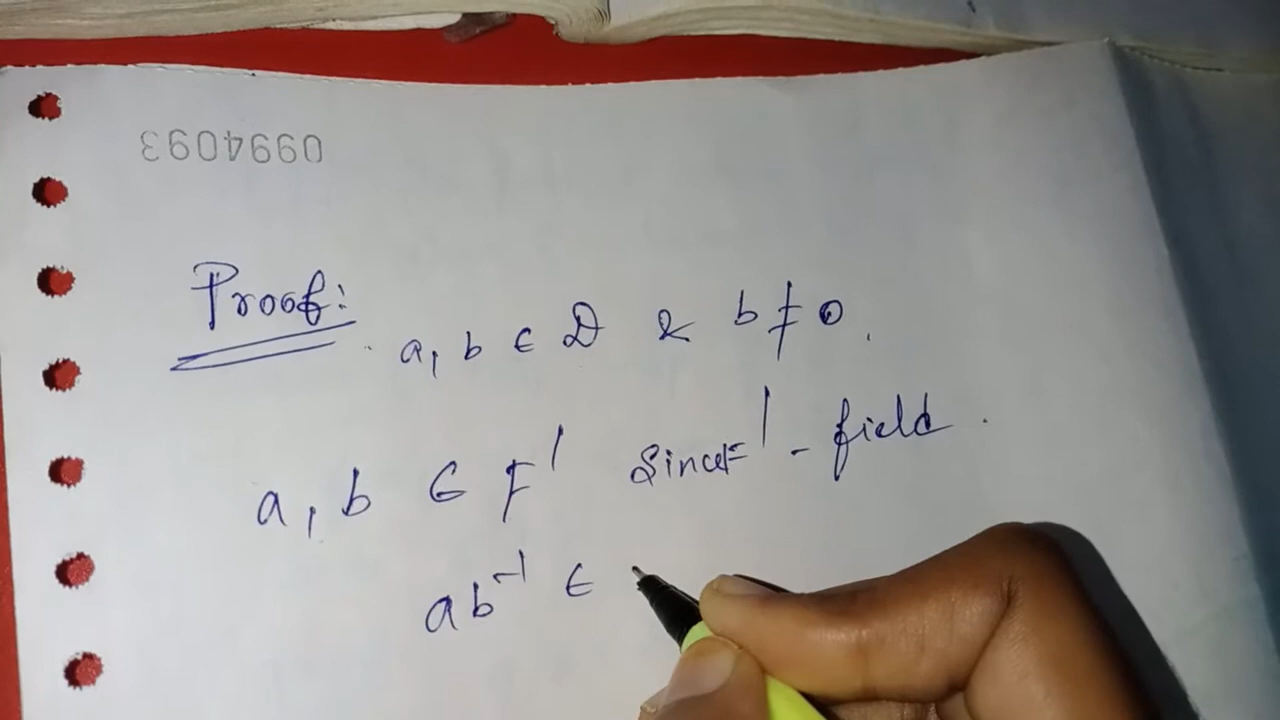 0994093
Proof:
a, b ∈ D & b ≠ 0.
a, b ∈ F' Since F' - field.
ab⁻¹ ∈